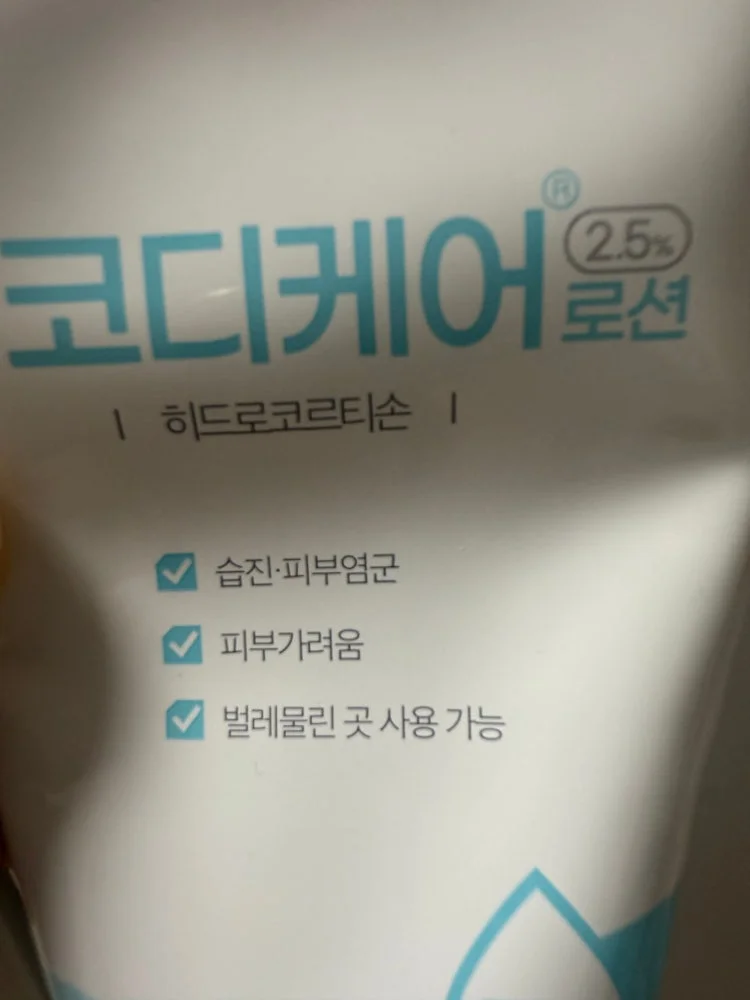 코디케어®
2.5%
로션
| 히드로코르티손 |
습진·피부염군
피부가려움
벌레물린 곳 사용 가능